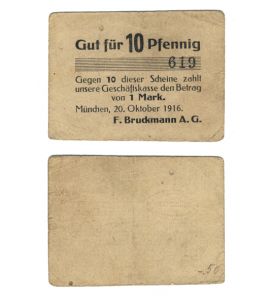 Gut für 10 Pfennig
619
Gegen 10 dieser Scheine zahlt
unsere Geschäftskasse den Betrag
von 1 Mark.
München, 20. Oktober 1916.
F. Bruckmann A. G.
-.50